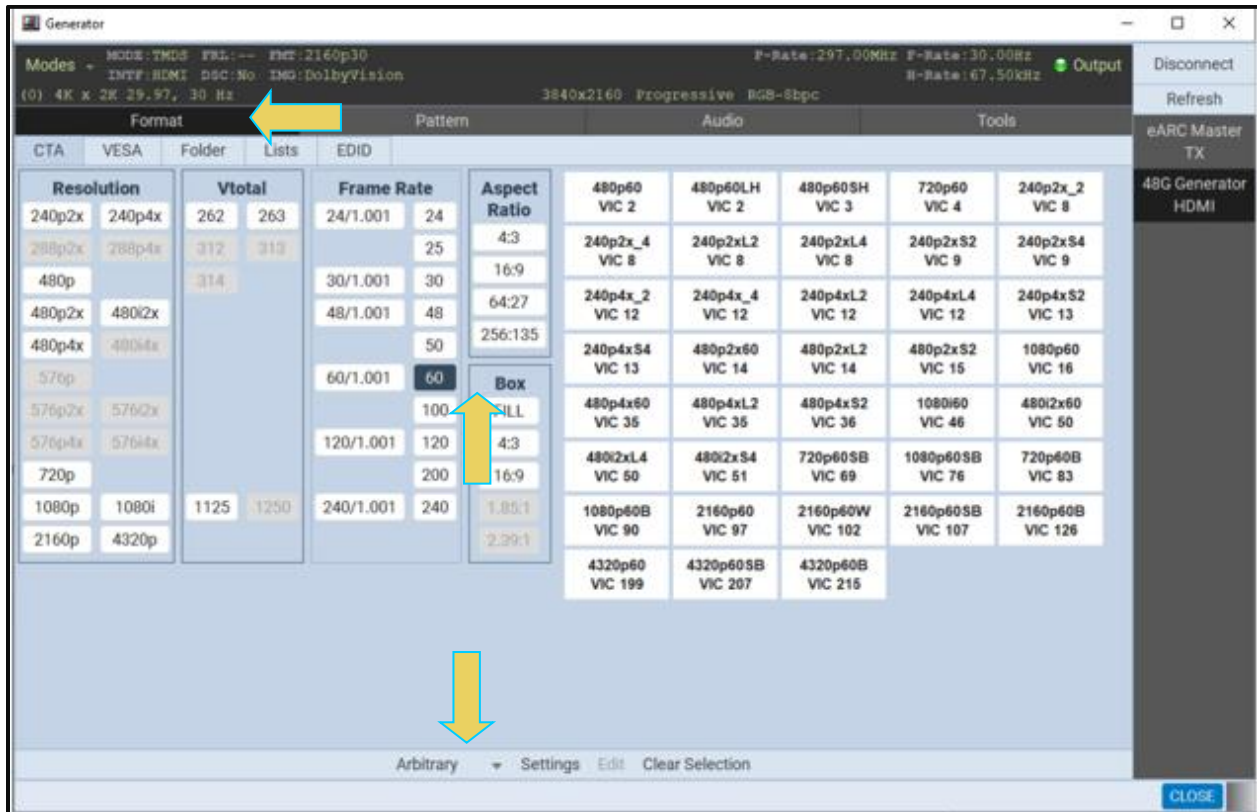 Generator
Modes MODE:TMDS FRL:-- FMT:2160p30 P-Rate:297.00MHz F-Rate:30.00Hz Output
INTF:HDMI DSC:No IMG:DolbyVision H-Rate:67.50kHz
(0) 4K x 2K 29.97, 30 Hz 3840x2160 Progressive RGB-8bpc
Disconnect
Refresh
eARC Master
TX
48G Generator
HDMI
Format Pattern Audio Tools
CTA VESA Folder Lists EDID
Resolution
240p2x 240p4x
288p2x 288p4x
480p
480p2x 480i2x
480p4x 480i4x
576p
576p2x 576i2x
576p4x 576i4x
720p
1080p 1080i
2160p 4320p
Vtotal
262 263
312 313
314
1125 1250
Frame Rate
24/1.001 24
25
30/1.001 30
48/1.001 48
50
60/1.001 60
100
120/1.001 120
200
240/1.001 240
Aspect
Ratio
4:3
16:9
64:27
256:135
Box
FILL
4:3
16:9
1.85:1
2.39:1
480p60 480p60LH 480p60SH 720p60 240p2x_2
VIC 2 VIC 2 VIC 3 VIC 4 VIC 8
240p2x_4 240p2xL2 240p2xL4 240p2xS2 240p2xS4
VIC 8 VIC 8 VIC 8 VIC 9 VIC 9
240p4x_2 240p4x_4 240p4xL2 240p4xL4 240p4xS2
VIC 12 VIC 12 VIC 12 VIC 12 VIC 13
240p4xS4 480p2x60 480p2xL2 480p2xS2 1080p60
VIC 13 VIC 14 VIC 14 VIC 15 VIC 16
480p4x60 480p4xL2 480p4xS2 1080i60 480i2x60
VIC 35 VIC 35 VIC 36 VIC 46 VIC 50
480i2xL4 480i2xS4 720p60SB 1080p60SB 720p60B
VIC 50 VIC 51 VIC 69 VIC 76 VIC 83
1080p60B 2160p60 2160p60W 2160p60SB 2160p60B
VIC 90 VIC 97 VIC 102 VIC 107 VIC 126
4320p60 4320p60SB 4320p60B
VIC 199 VIC 207 VIC 215
Arbitrary Settings Edit Clear Selection
CLOSE